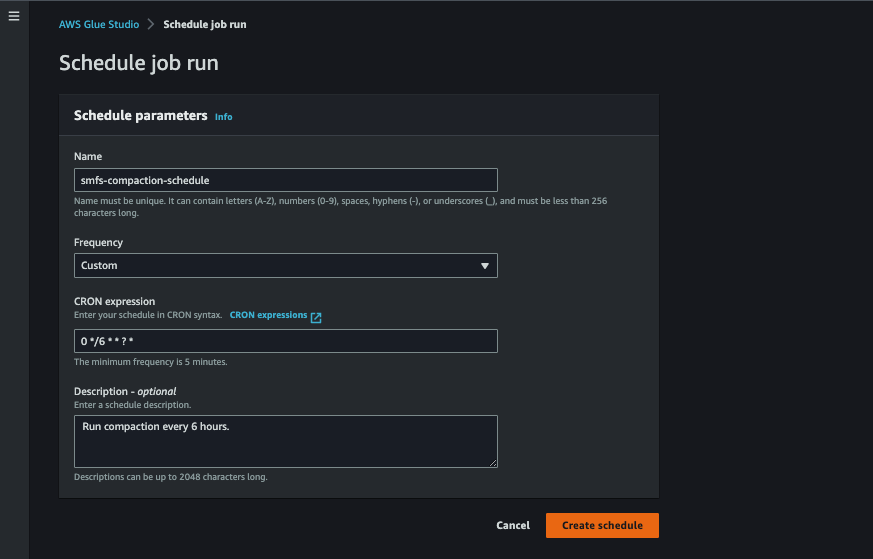 AWS Glue Studio > Schedule job run
Schedule job run
Schedule parameters Info
Name
smfs-compaction-schedule
Name must be unique. It can contain letters (A-Z), numbers (0-9), spaces, hyphens (-), or underscores (_), and must be less than 256
characters long.
Frequency
Custom
CRON expression
Enter your schedule in CRON syntax. CRON expressions
0 */6 * * ? *
The minimum frequency is 5 minutes.
Description - optional
Enter a schedule description.
Run compaction every 6 hours.
Descriptions can be up to 2048 characters long.
Cancel Create schedule